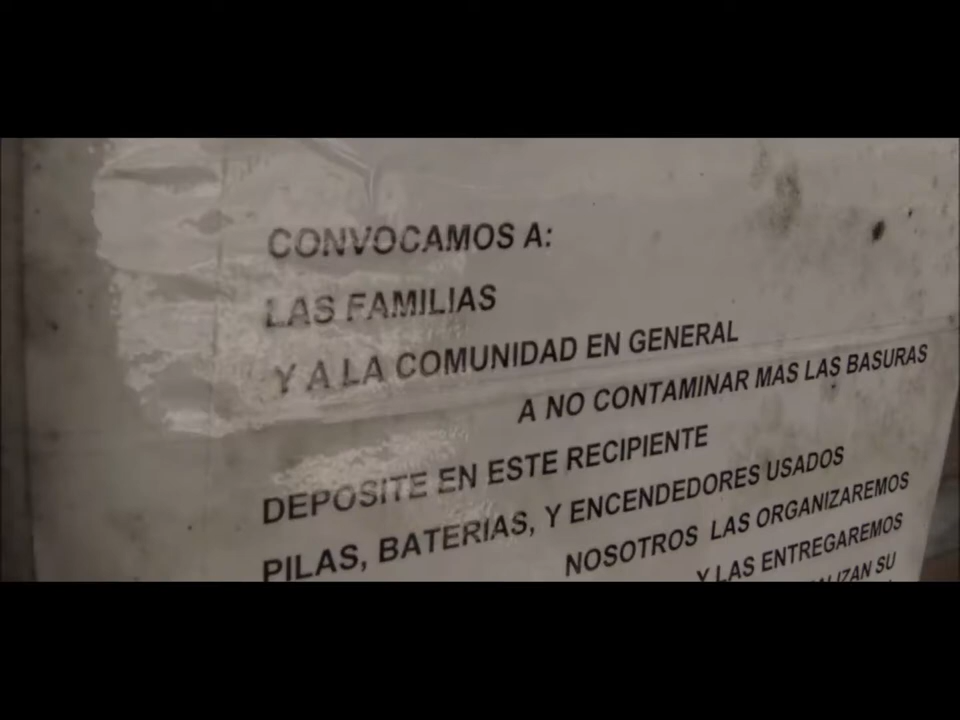 CONVOCAMOS A:
LAS FAMILIAS
Y A LA COMUNIDAD EN GENERAL
A NO CONTAMINAR MAS LAS BASURAS
DEPOSITE EN ESTE RECIPIENTE
PILAS, BATERIAS, Y ENCENDEDORES USADOS
NOSOTROS LAS ORGANIZAREMOS
Y LAS ENTREGAREMOS
SU